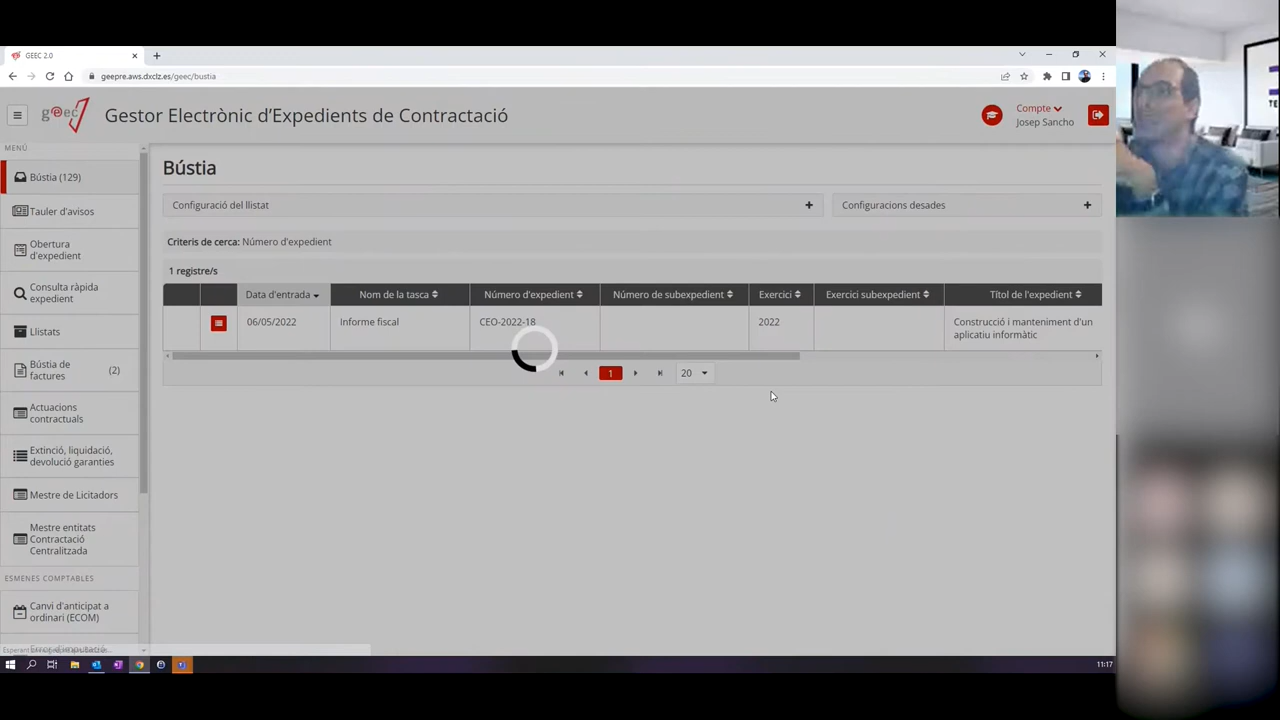 GEEC 2.0
geepre.aws.dxclz.es/geec/bustia
geec
Gestor Electrònic d'Expedients de Contractació
Compte
Josep Sancho
MENÚ
Bústia (129)
Tauler d'avisos
Obertura
d'expedient
Consulta ràpida
expedient
Llistats
Bústia de
factures
(2)
Actuacions
contractuals
Extinció, liquidació,
devolució garanties
Mestre de Licitadors
Mestre entitats
Contractació
Centralitzada
ESMENES COMPTABLES
Canvi d'anticipat a
ordinari (ECOM)
Bústia
Configuració del llistat
Configuracions desades
Criteris de cerca: Número d'expedient
1 registre/s
Data d'entrada Nom de la tasca Número d'expedient Número de subexpedient Exercici Exercici subexpedient Títol de l'expedient
06/05/2022 Informe fiscal CEO-2022-18 2022 Construcció i manteniment d'un
aplicatiu informàtic
1 20
11:17
TE